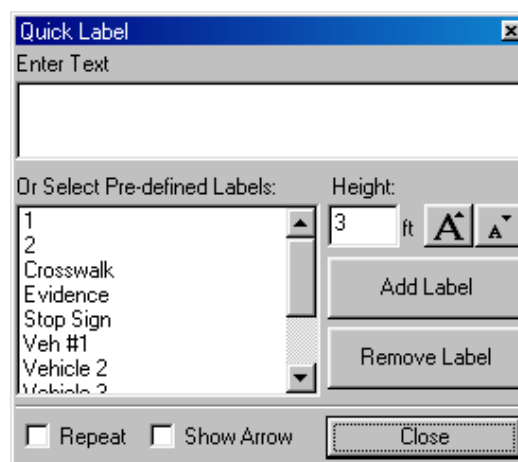 Quick Label
Enter Text
Or Select Pre-defined Labels:
Height:
1
2
Crosswalk
Evidence
Stop Sign
Veh #1
Vehicle 2
3 ft A A
Add Label
Remove Label
Repeat
Show Arrow
Close